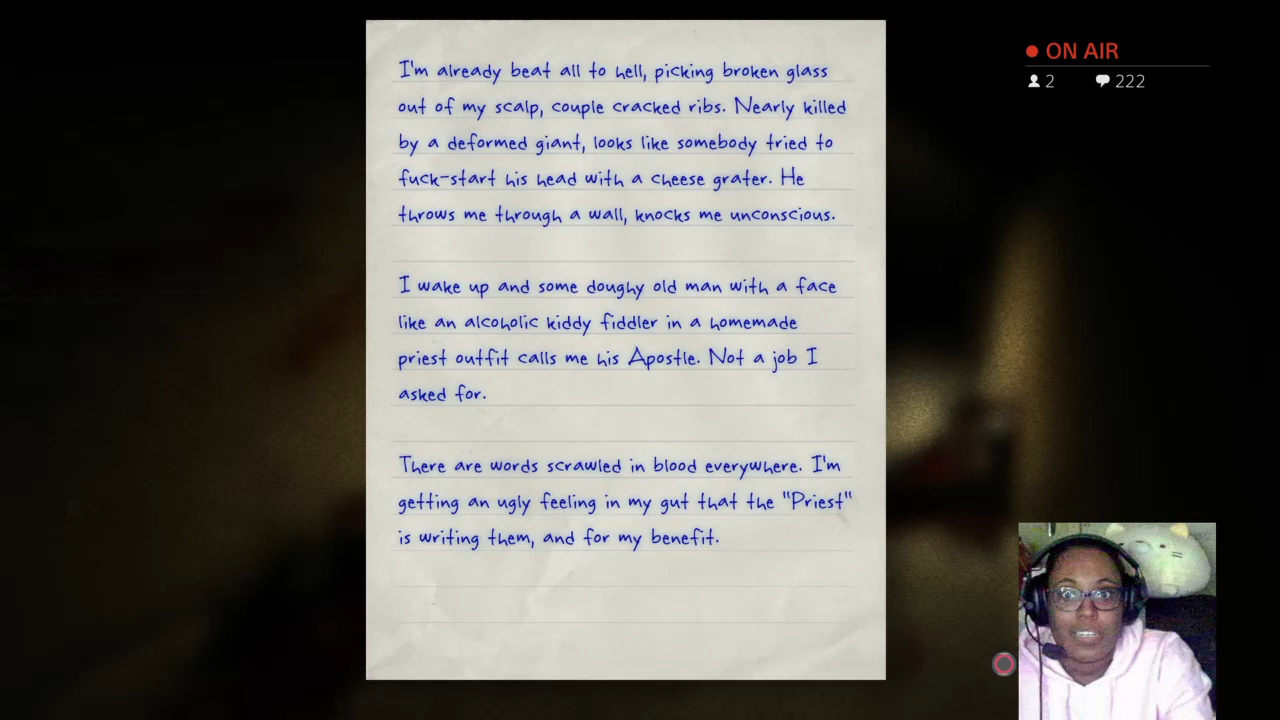 I'm already beat all to hell, picking broken glass
out of my scalp, couple cracked ribs. Nearly killed
by a deformed giant, looks like somebody tried to
fuck-start his head with a cheese grater. He
throws me through a wall, knocks me unconscious.
I wake up and some doughy old man with a face
like an alcoholic kiddy fiddler in a homemade
priest outfit calls me his Apostle. Not a job I
asked for.
There are words scrawled in blood everywhere. I'm
getting an ugly feeling in my gut that the "Priest"
is writing them, and for my benefit.
ON AIR
2 222